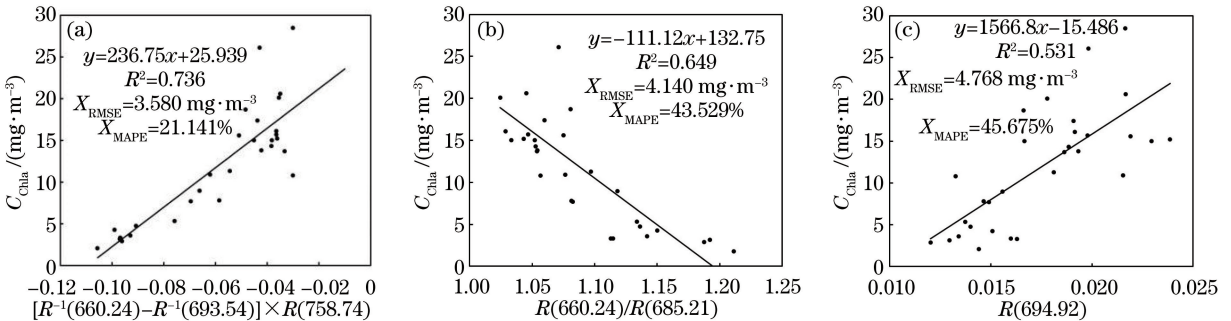 (a)
y=236.75x+25.939
R²=0.736
X_RMSE=3.580 mg·m⁻³
X_MAPE=21.141%
C_Chla/(mg·m⁻³)
30
25
20
15
10
5
0
−0.12 −0.10 −0.08 −0.06 −0.04 −0.02 0
[R⁻¹(660.24)−R⁻¹(693.54)]×R(758.74)
(b)
y=−111.12x+132.75
R²=0.649
X_RMSE=4.140 mg·m⁻³
X_MAPE=43.529%
C_Chla/(mg·m⁻³)
30
25
20
15
10
5
0
1.00 1.05 1.10 1.15 1.20 1.25
R(660.24)/R(685.21)
(c)
y=1566.8x−15.486
R²=0.531
X_RMSE=4.768 mg·m⁻³
X_MAPE=45.675%
C_Chla/(mg·m⁻³)
30
25
20
15
10
5
0
0.010 0.015 0.020 0.025
R(694.92)